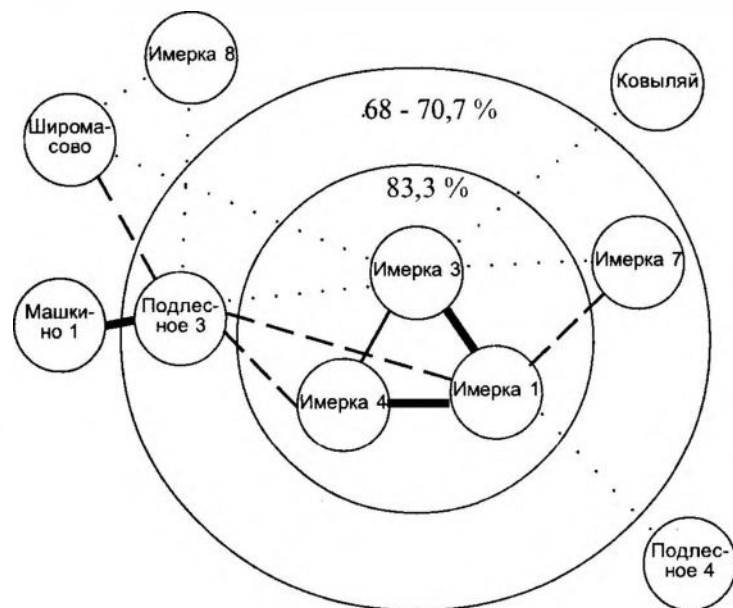 Имерка 8
Ковыляй
.68 - 70,7 %
Широма-
сово
83,3 %
Имерка 3
Имерка 7
Машки-
но 1
Подлес-
ное 3
Имерка 4
Имерка 1
Подлес-
ное 4